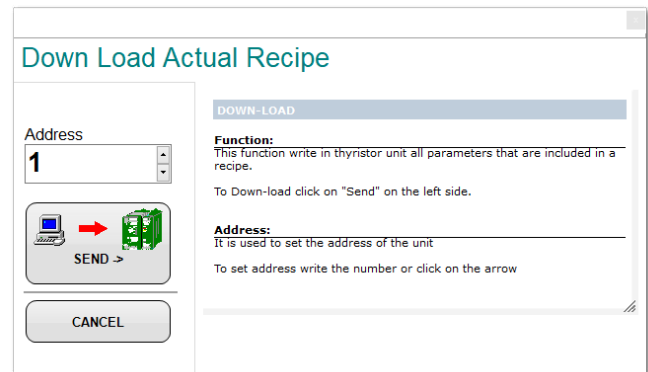 Down Load Actual Recipe
Address
1
SEND ->
CANCEL
DOWN-LOAD
Function:
This function write in thyristor unit all parameters that are included in a
recipe.
To Down-load click on "Send" on the left side.
Address:
It is used to set the address of the unit
To set address write the number or click on the arrow